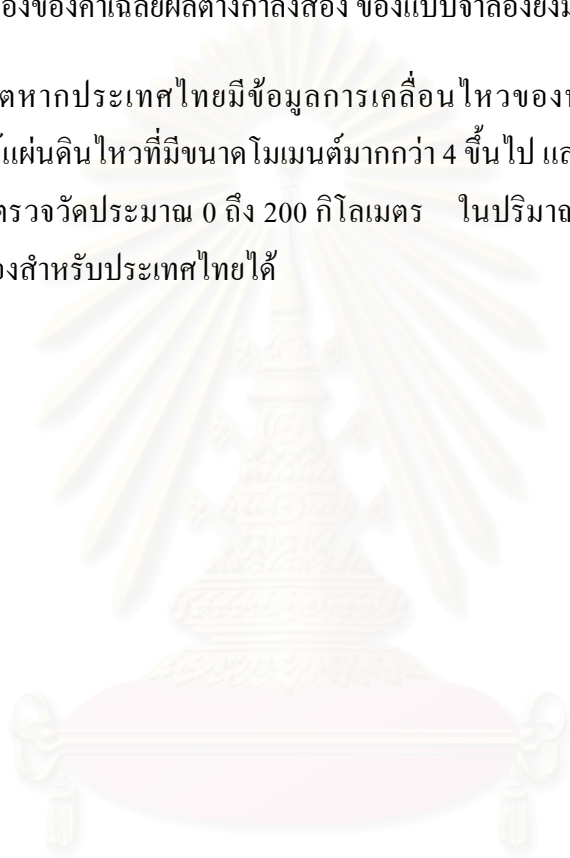 องของค่าเฉลี่ยผลต่างกำลังสอง ของแบบจำลองยัง
ตหากประเทศไทยมีข้อมูลการเคลื่อนไหวของ
แผ่นดินไหวที่มีขนาดโมเมนต์มากกว่า 4 ขึ้นไป
ตรวจวัดประมาณ 0 ถึง 200 กิโลเมตร ในปริมาณ
องสำหรับประเทศไทยได้